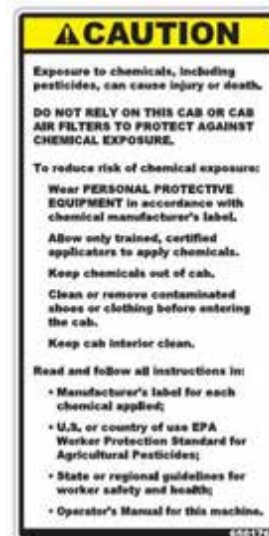 CAUTION
Exposure to chemicals, including
pesticides, can cause injury or death.
DO NOT RELY ON THIS CAB OR CAB
AIR FILTERS TO PROTECT AGAINST
CHEMICAL EXPOSURE.
To reduce risk of chemical exposure:
Wear PERSONAL PROTECTIVE
EQUIPMENT in accordance with
chemical manufacturer's label.
Allow only trained, certified
applicators to apply chemicals.
Keep chemicals out of cab.
Clean or remove contaminated
shoes or clothing before entering
the cab.
Keep cab interior clean.
Read and follow all instructions in:
• Manufacturer's label for each
chemical applied;
• U.S. or country of use EPA
Worker Protection Standard for
Agricultural Pesticides;
• State or regional guidelines for
worker safety and health;
• Operator's Manual for this machine.